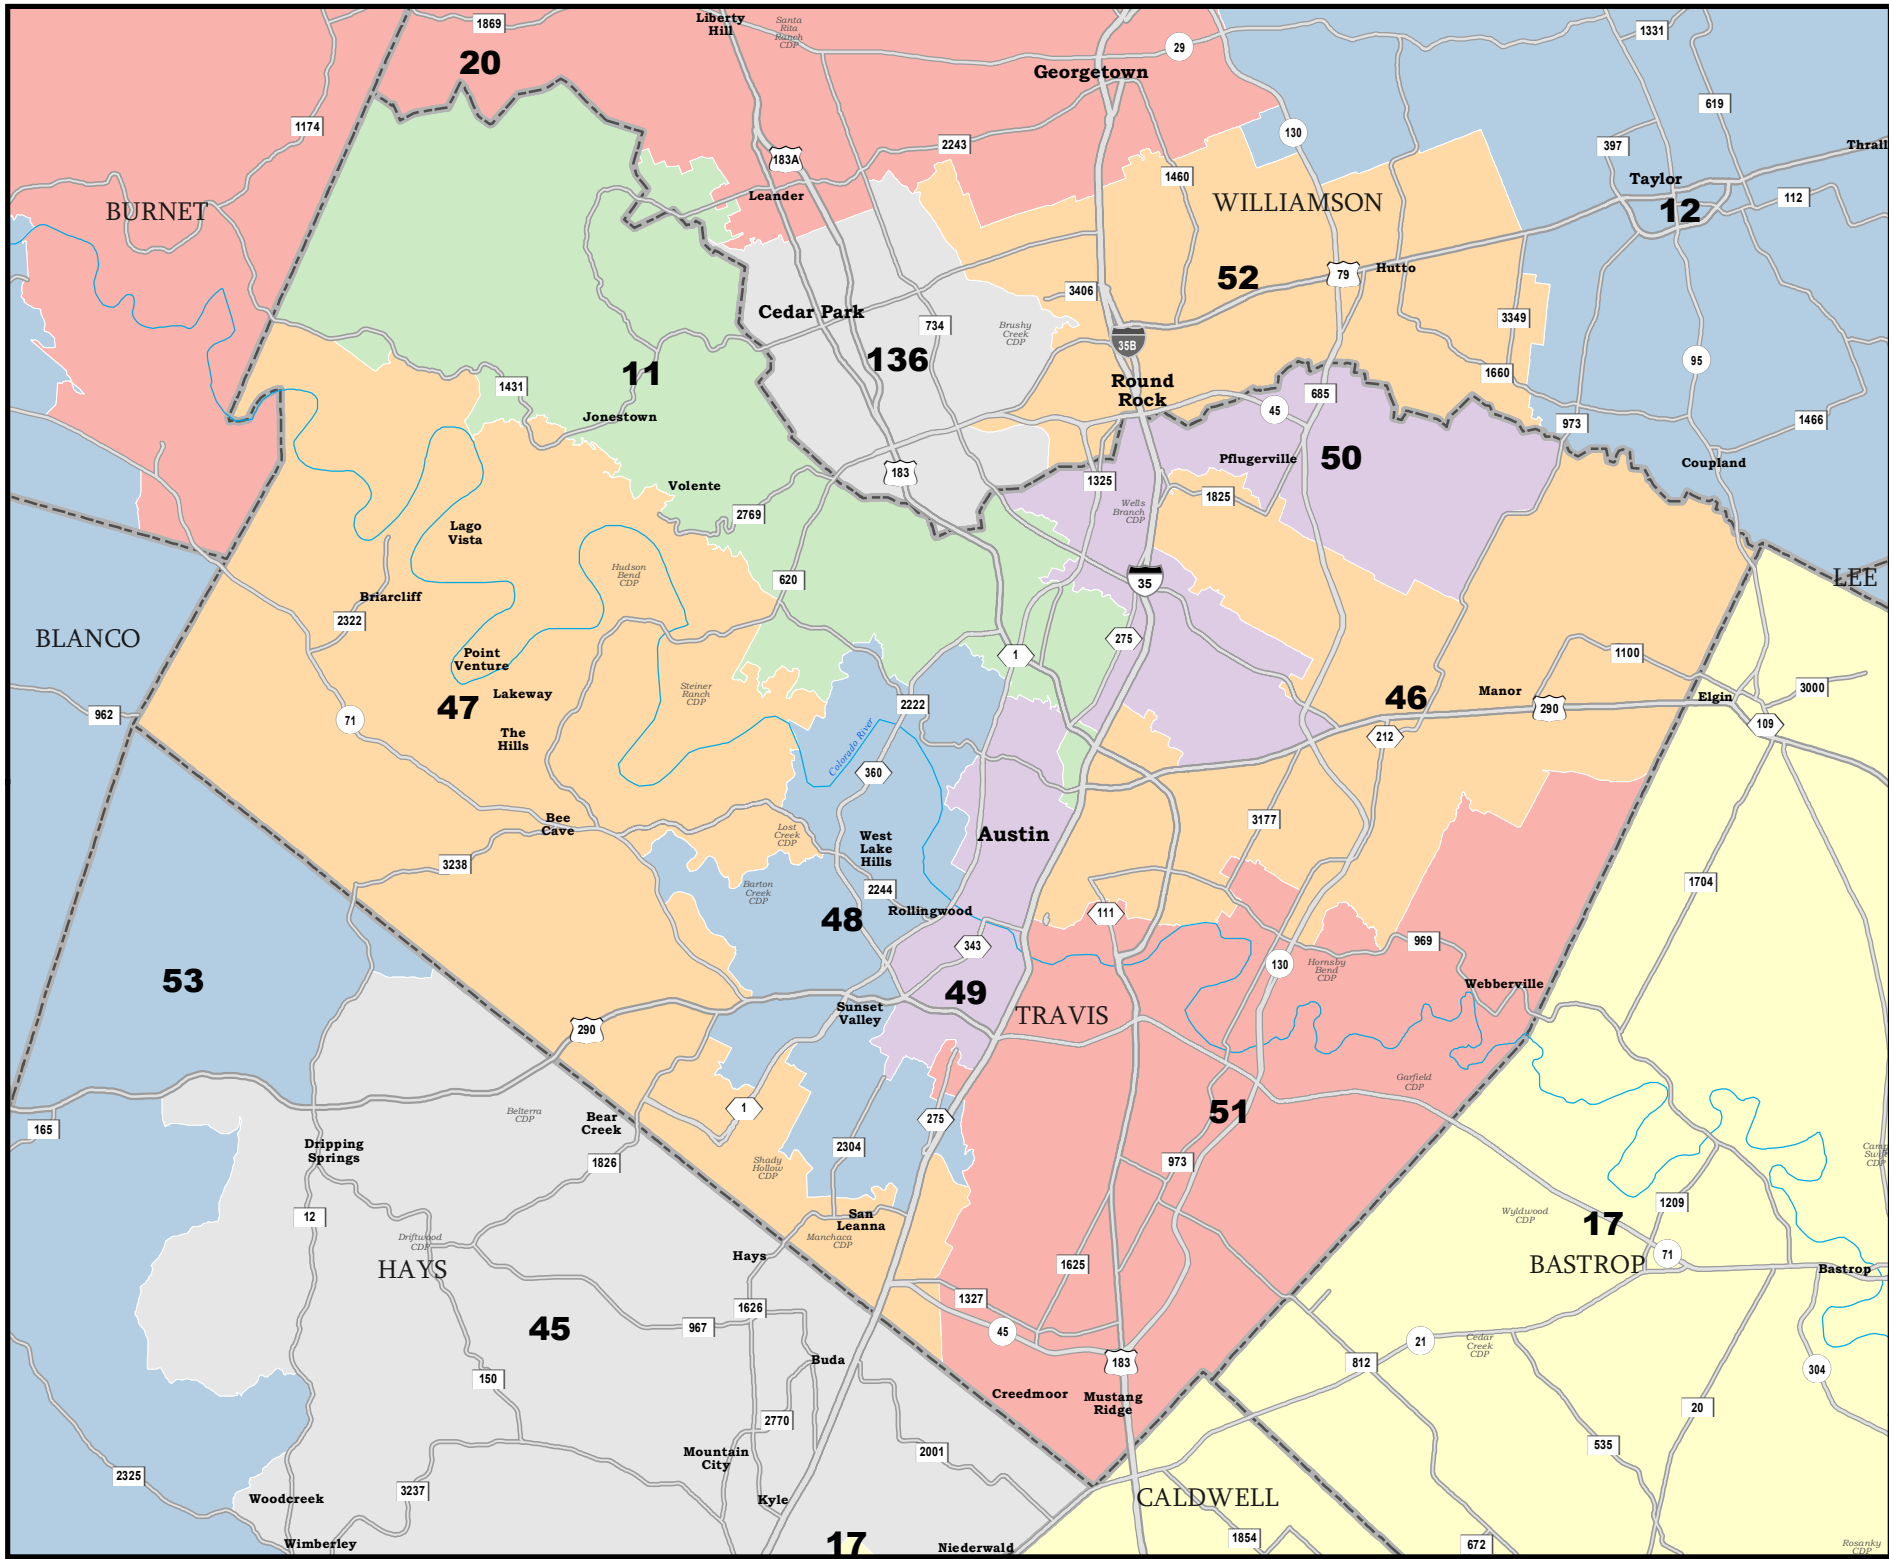 1869
Liberty
Hill
Santa
Rita
Ranch
CDP
29
1331
20
Georgetown
619
1174
183A
2243
130
397
Thrall
1460
Taylor
Leander
112
BURNET
WILLIAMSON
12
52
79
Hutto
3406
Cedar Park
734
Brushy
Creek
CDP
3349
35B
136
95
11
1431
Round
Rock
1660
685
45
Jonestown
973
1466
50
Pflugerville
Coupland
183
1325
Volente
1825
Wells
Branch
CDP
2769
Lago
Vista
Hudson
Bend
CDP
620
35
LEE
Briarcliff
2322
BLANCO
275
Point
Venture
1
1100
Steiner
Ranch
CDP
Lakeway
46
Manor
Elgin
3000
962
47
71
2222
290
109
The
Hills
212
Colorado River
360
Bee
Cave
Lost
Creek
CDP
West
Lake
Hills
Austin
3177
3238
Barton
Creek
CDP
2244
1704
48
Rollingwood
111
343
969
53
130
Hornsby
Bend
CDP
Webberville
49
Sunset
Valley
TRAVIS
290
Garfield
CDP
Belterra
CDP
Bear
Creek
1
275
51
165
Dripping
Springs
2304
1826
Shady
Hollow
CDP
973
12
San
Leanna
Manchaca
CDP
1209
Wyldwood
CDP
17
Driftwood
CDP
Hays
71
HAYS
1625
BASTROP
Bastrop
1626
1327
45
967
45
21
Cedar
Creek
CDP
Buda
183
812
304
150
Creedmoor
Mustang
Ridge
20
2770
Mountain
City
2001
535
2325
3237
Woodcreek
Kyle
CALDWELL
Wimberley
17
Niederwald
1854
672
Rosanky
CDP